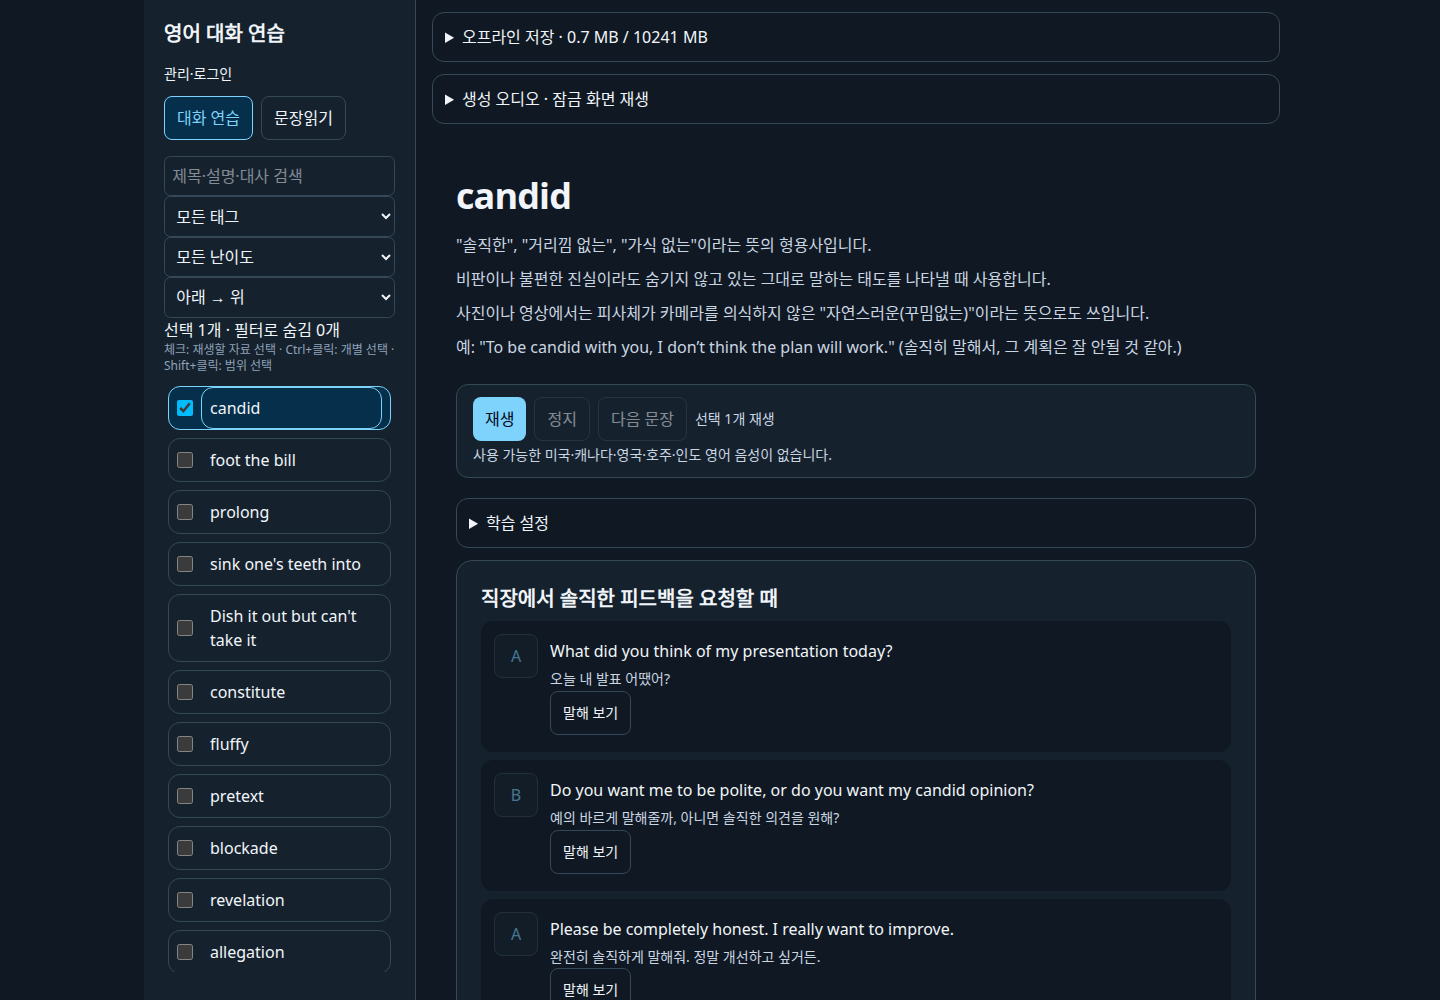 영어 대화 연습
관리·로그인
대화 연습
문장읽기
제목·설명·대사 검색
모든 태그
모든 난이도
아래 → 위
선택 1개 · 필터로 숨김 0개
체크: 재생할 자료 선택 · Ctrl+클릭: 개별 선택 ·
Shift+클릭: 범위 선택
candid
foot the bill
prolong
sink one's teeth into
Dish it out but can't
take it
constitute
fluffy
pretext
blockade
revelation
allegation
오프라인 저장 · 0.7 MB / 10241 MB
생성 오디오 · 잠금 화면 재생
candid
"솔직한", "거리낌 없는", "가식 없는"이라는 뜻의 형용사입니다.
비판이나 불편한 진실이라도 숨기지 않고 있는 그대로 말하는 태도를 나타낼 때 사용합니다.
사진이나 영상에서는 피사체가 카메라를 의식하지 않은 "자연스러운(꾸밈없는)"이라는 뜻으로도 쓰입니다.
예: "To be candid with you, I don’t think the plan will work." (솔직히 말해서, 그 계획은 잘 안될 것 같아.)
재생
정지
다음 문장
선택 1개 재생
사용 가능한 미국·캐나다·영국·호주·인도 영어 음성이 없습니다.
학습 설정
직장에서 솔직한 피드백을 요청할 때
A
What did you think of my presentation today?
오늘 내 발표 어땠어?
말해 보기
B
Do you want me to be polite, or do you want my candid opinion?
예의 바르게 말해줄까, 아니면 솔직한 의견을 원해?
말해 보기
A
Please be completely honest. I really want to improve.
완전히 솔직하게 말해줘. 정말 개선하고 싶거든.
말해 보기